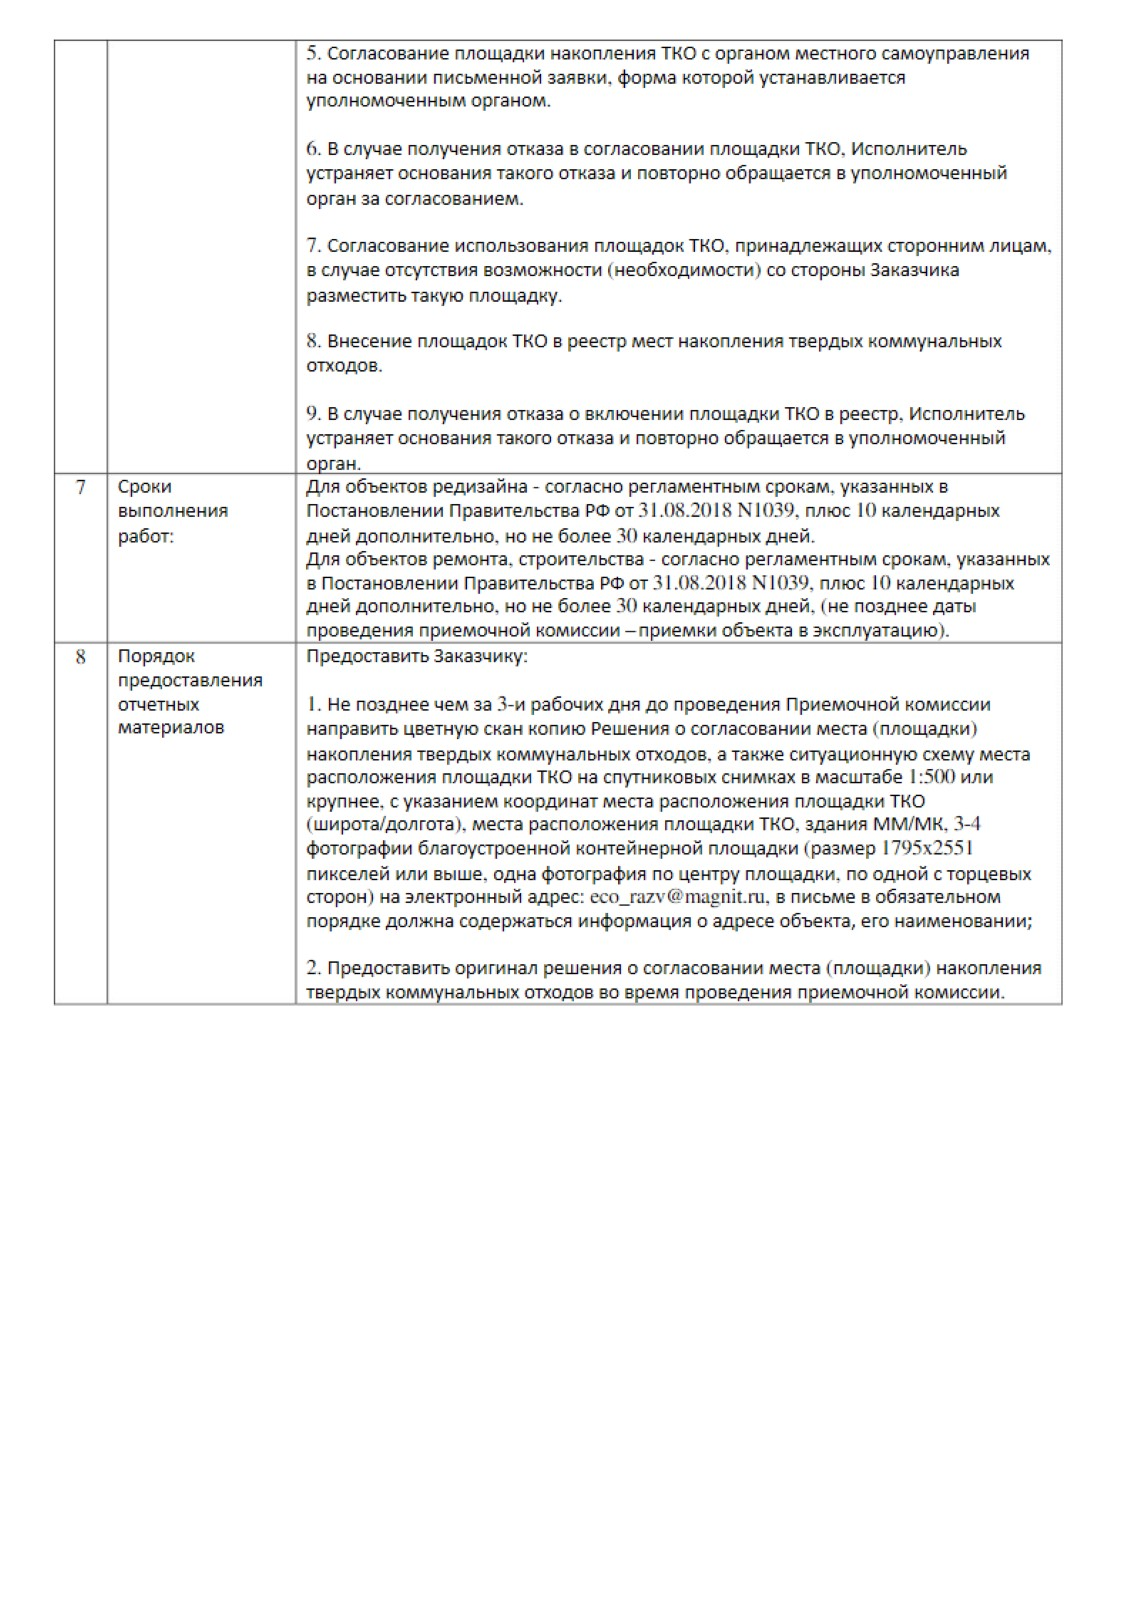 5. Согласование площадки накопления ТКО с органом местного самоуправления
на основании письменной заявки, форма которой устанавливается
уполномоченным органом.
6. В случае получения отказа в согласовании площадки ТКО, Исполнитель
устраняет основания такого отказа и повторно обращается в уполномоченный
орган за согласованием.
7. Согласование использования площадок ТКО, принадлежащих сторонним лицам,
в случае отсутствия возможности (необходимости) со стороны Заказчика
разместить такую площадку.
8. Внесение площадок ТКО в реестр мест накопления твердых коммунальных
отходов.
9. В случае получения отказа о включении площадки ТКО в реестр, Исполнитель
устраняет основания такого отказа и повторно обращается в уполномоченный
орган.
7
Сроки
выполнения
работ:
Для объектов редизайна - согласно регламентным срокам, указанных в
Постановлении Правительства РФ от 31.08.2018 N1039, плюс 10 календарных
дней дополнительно, но не более 30 календарных дней.
Для объектов ремонта, строительства - согласно регламентным срокам, указанных
в Постановлении Правительства РФ от 31.08.2018 N1039, плюс 10 календарных
дней дополнительно, но не более 30 календарных дней, (не позднее даты
проведения приемочной комиссии – приемки объекта в эксплуатацию).
8
Порядок
предоставления
отчетных
материалов
Предоставить Заказчику:
1. Не позднее чем за 3-и рабочих дня до проведения Приемочной комиссии
направить цветную скан копию Решения о согласовании места (площадки)
накопления твердых коммунальных отходов, а также ситуационную схему места
расположения площадки ТКО на спутниковых снимках в масштабе 1:500 или
крупнее, с указанием координат места расположения площадки ТКО
(широта/долгота), места расположения площадки ТКО, здания ММ/МК, 3-4
фотографии благоустроенной контейнерной площадки (размер 1795x2551
пикселей или выше, одна фотография по центру площадки, по одной с торцевых
сторон) на электронный адрес: eco_razv@magnit.ru, в письме в обязательном
порядке должна содержаться информация о адресе объекта, его наименовании;
2. Предоставить оригинал решения о согласовании места (площадки) накопления
твердых коммунальных отходов во время проведения приемочной комиссии.